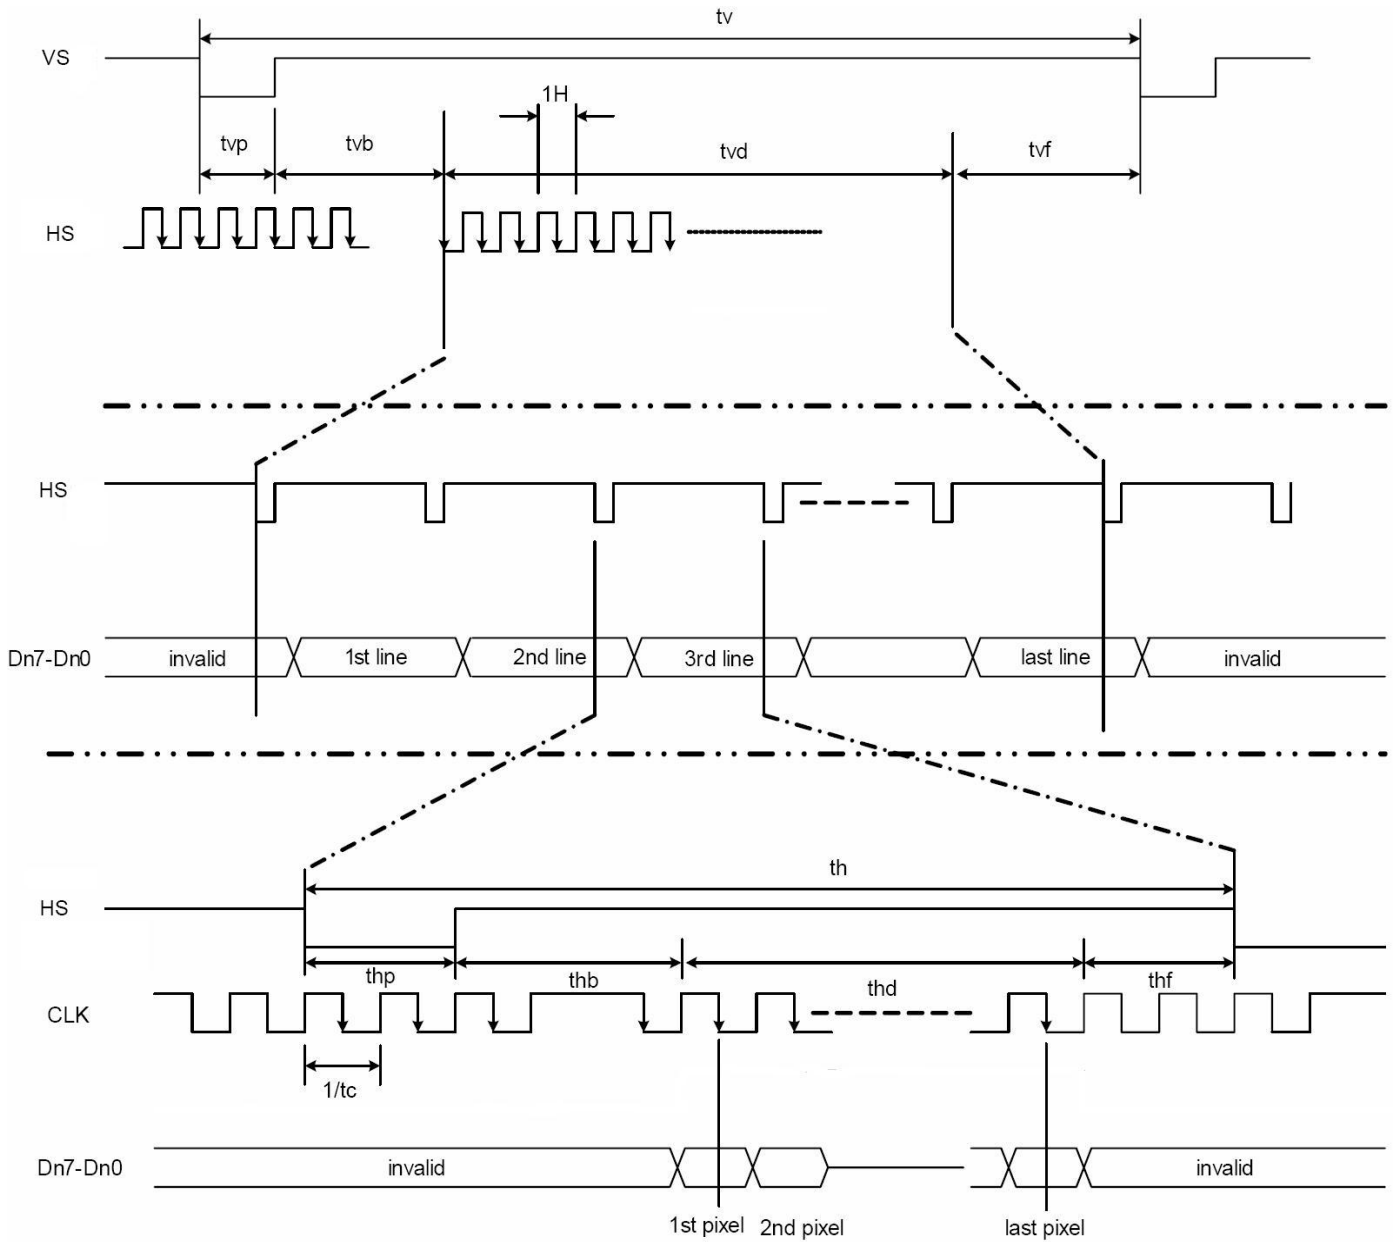 tv
VS
1H
tvp
tvb
tvd
tvf
HS
HS
Dn7-Dn0
invalid
1st line
2nd line
3rd line
last line
invalid
th
HS
thp
thb
thd
thf
CLK
1/tc
Dn7-Dn0
invalid
invalid
1st pixel
2nd pixel
last pixel